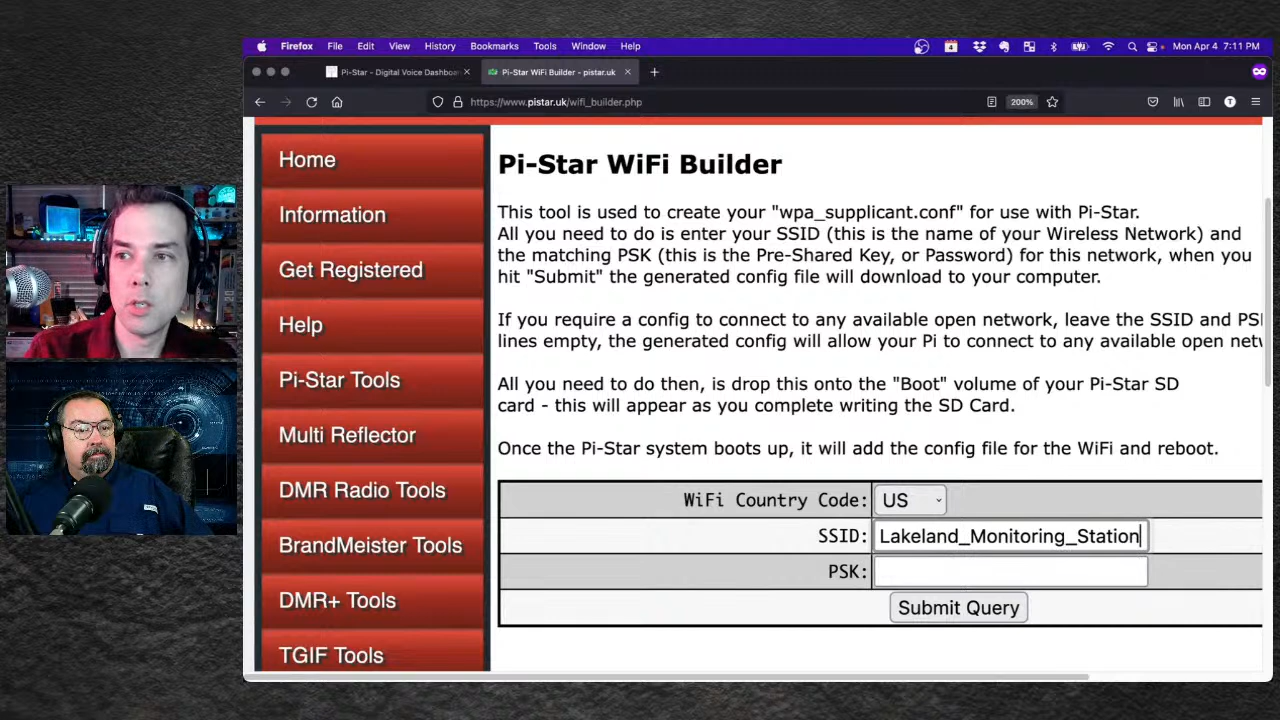 Firefox File Edit View History Bookmarks Tools Window Help
4
Mon Apr 4 7:11 PM
Pi-Star - Digital Voice Dashboar
Pi-Star WiFi Builder - pistar.uk
https://www.pistar.uk/wifi_builder.php
200%
T
Home
Information
Get Registered
Help
Pi-Star Tools
Multi Reflector
DMR Radio Tools
BrandMeister Tools
DMR+ Tools
TGIF Tools
Pi-Star WiFi Builder
This tool is used to create your "wpa_supplicant.conf" for use with Pi-Star.
All you need to do is enter your SSID (this is the name of your Wireless Network) and
the matching PSK (this is the Pre-Shared Key, or Password) for this network, when you
hit "Submit" the generated config file will download to your computer.
If you require a config to connect to any available open network, leave the SSID and PSK
lines empty, the generated config will allow your Pi to connect to any available open netw
All you need to do then, is drop this onto the "Boot" volume of your Pi-Star SD
card - this will appear as you complete writing the SD Card.
Once the Pi-Star system boots up, it will add the config file for the WiFi and reboot.
WiFi Country Code: US
SSID: Lakeland_Monitoring_Station
PSK:
Submit Query